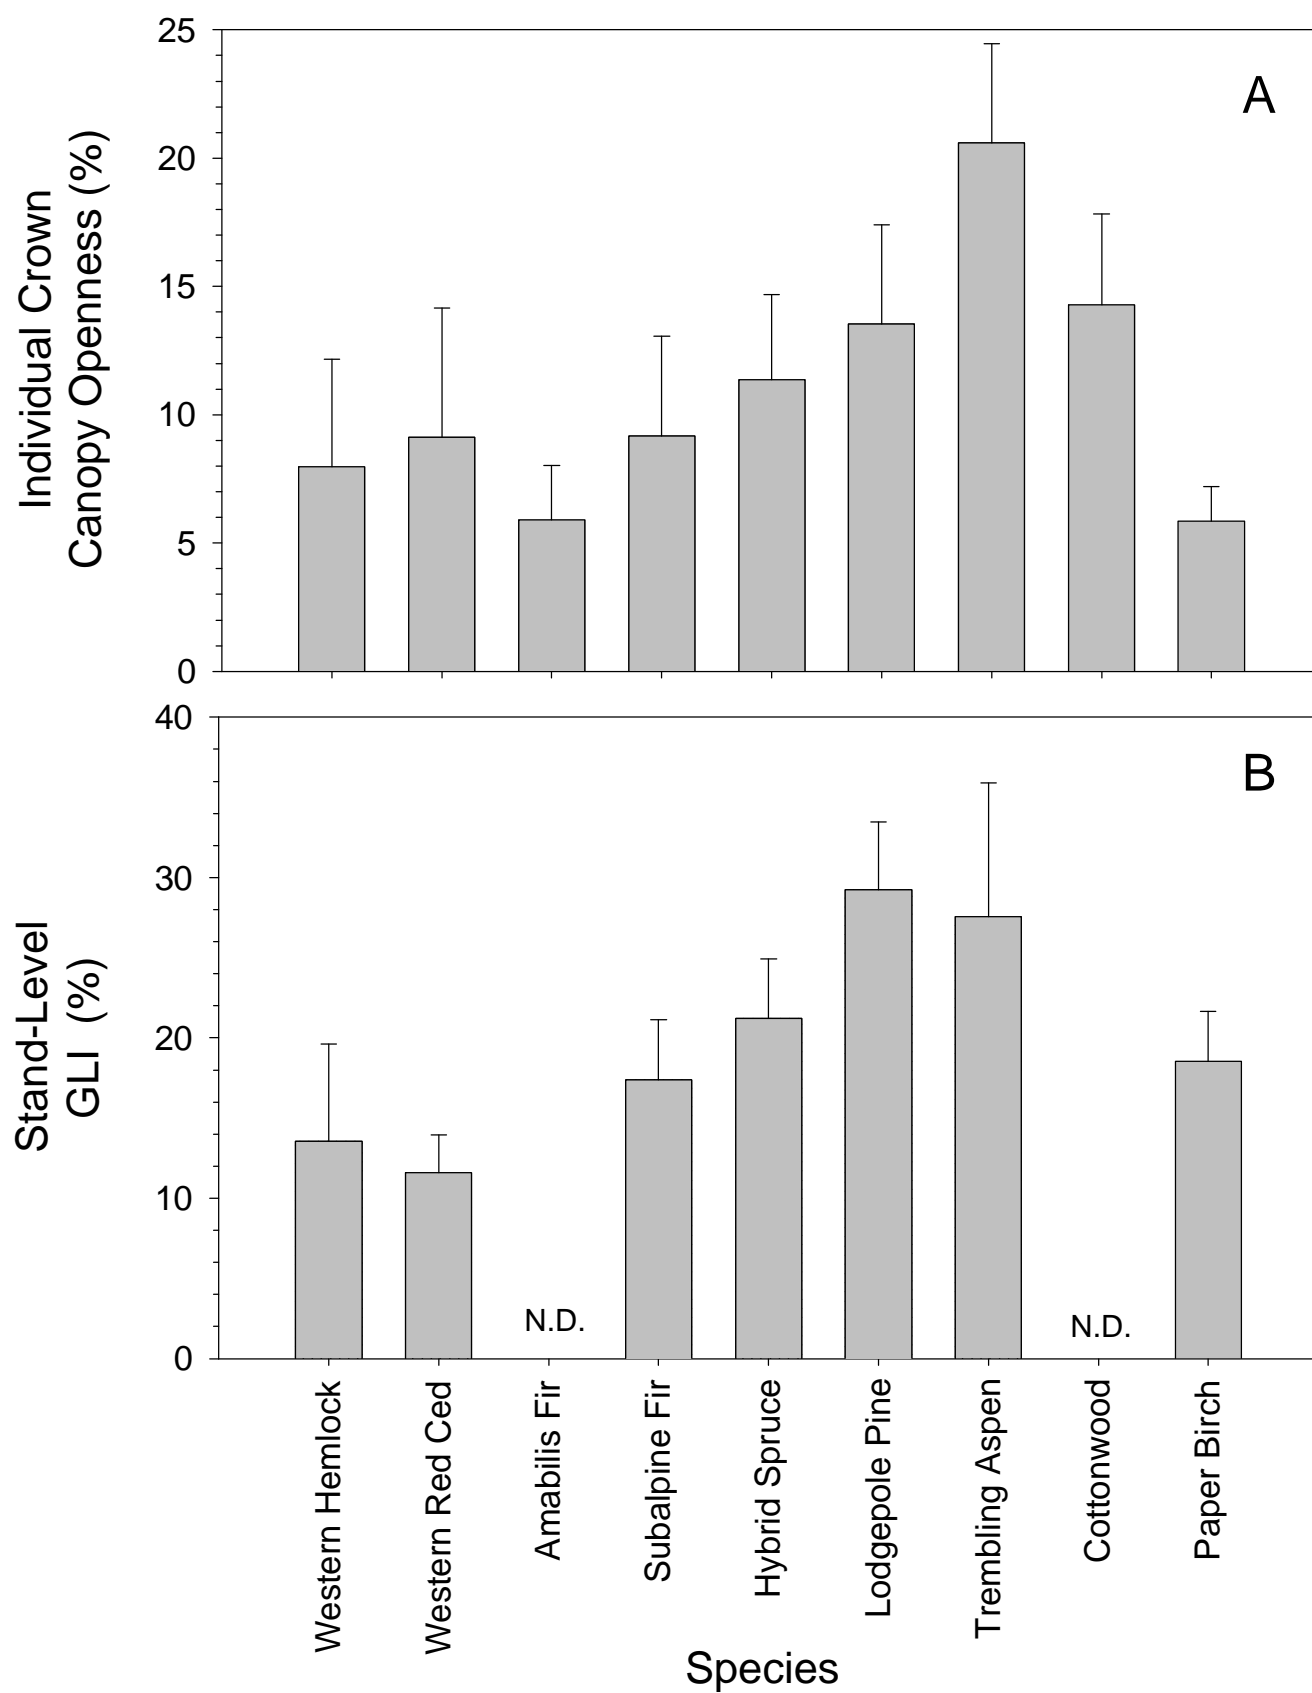 25
20
15
10
5
0
Individual Crown
Canopy Openness (%)
A
40
30
20
10
0
Stand-Level
GLI (%)
B
N.D.
N.D.
Western Hemlock
Western Red Ced
Amabilis Fir
Subalpine Fir
Hybrid Spruce
Lodgepole Pine
Trembling Aspen
Cottonwood
Paper Birch
Species